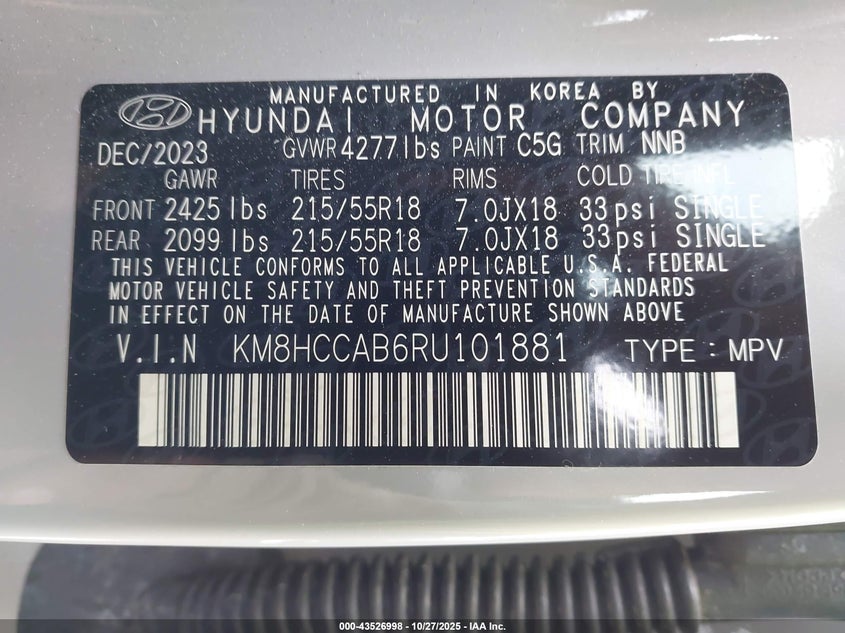 MANUFACTURED IN KOREA BY
HYUNDAI MOTOR COMPANY
DEC/2023 GVWR 4277lbs PAINT C5G TRIM NNB
GAWR TIRES RIMS COLD TIRE INFL
FRONT 2425 lbs 215/55R18 7.0JX18 33psi SINGLE
REAR 2099 lbs 215/55R18 7.0JX18 33psi SINGLE
THIS VEHICLE CONFORMS TO ALL APPLICABLE U.S.A. FEDERAL
MOTOR VEHICLE SAFETY AND THEFT PREVENTION STANDARDS
IN EFFECT ON THE DATE OF MANUFACTURE SHOWN ABOVE
V.I.N KM8HCCAB6RU101881 TYPE : MPV
000-43526998 - 10/27/2025 - IAA Inc.